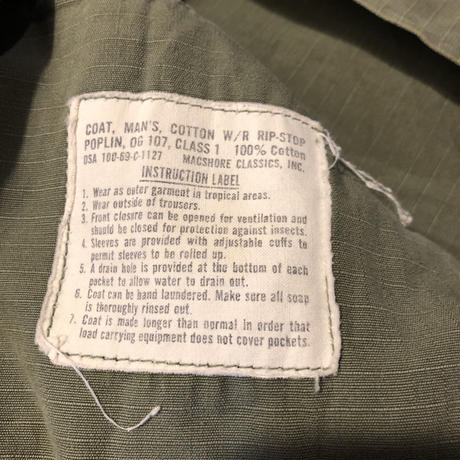 COAT, MAN'S, COTTON W/R RIP-STOP
POPLIN, OG 107, CLASS 1 100% Cotton
DSA 100-69-C-1127 MACSHORE CLASSICS, INC.
INSTRUCTION LABEL
1. Wear as outer garment in tropical areas.
2. Wear outside of trousers.
3. Front closure can be opened for ventilation and
should be closed for protection against insects.
4. Sleeves are provided with adjustable cuffs to
permit sleeves to be rolled up.
5. A drain hole is provided at the bottom of each
pocket to allow water to drain out.
6. Coat can be hand laundered. Make sure all soap
is thoroughly rinsed out.
7. Coat is made longer than normal in order that
load carrying equipment does not cover pockets.